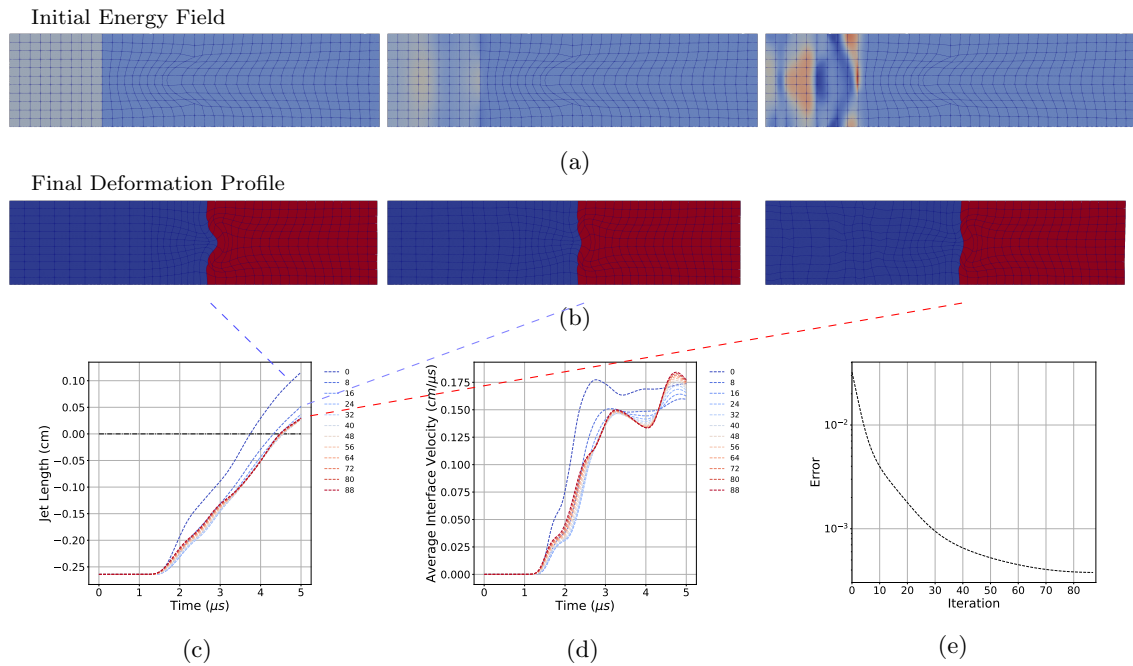 Initial Energy Field
(a)
Final Deformation Profile
(b)
Jet Length (cm)
0.10
0.05
0.00
−0.05
−0.10
−0.15
−0.20
−0.25
0 1 2 3 4 5
Time (μs)
0
8
16
24
32
40
48
56
64
72
80
88
(c)
Average Interface Velocity (cm/μs)
0.175
0.150
0.125
0.100
0.075
0.050
0.025
0.000
0 1 2 3 4 5
Time (μs)
0
8
16
24
32
40
48
56
64
72
80
88
(d)
Error
10⁻²
10⁻³
0 10 20 30 40 50 60 70 80
Iteration
(e)